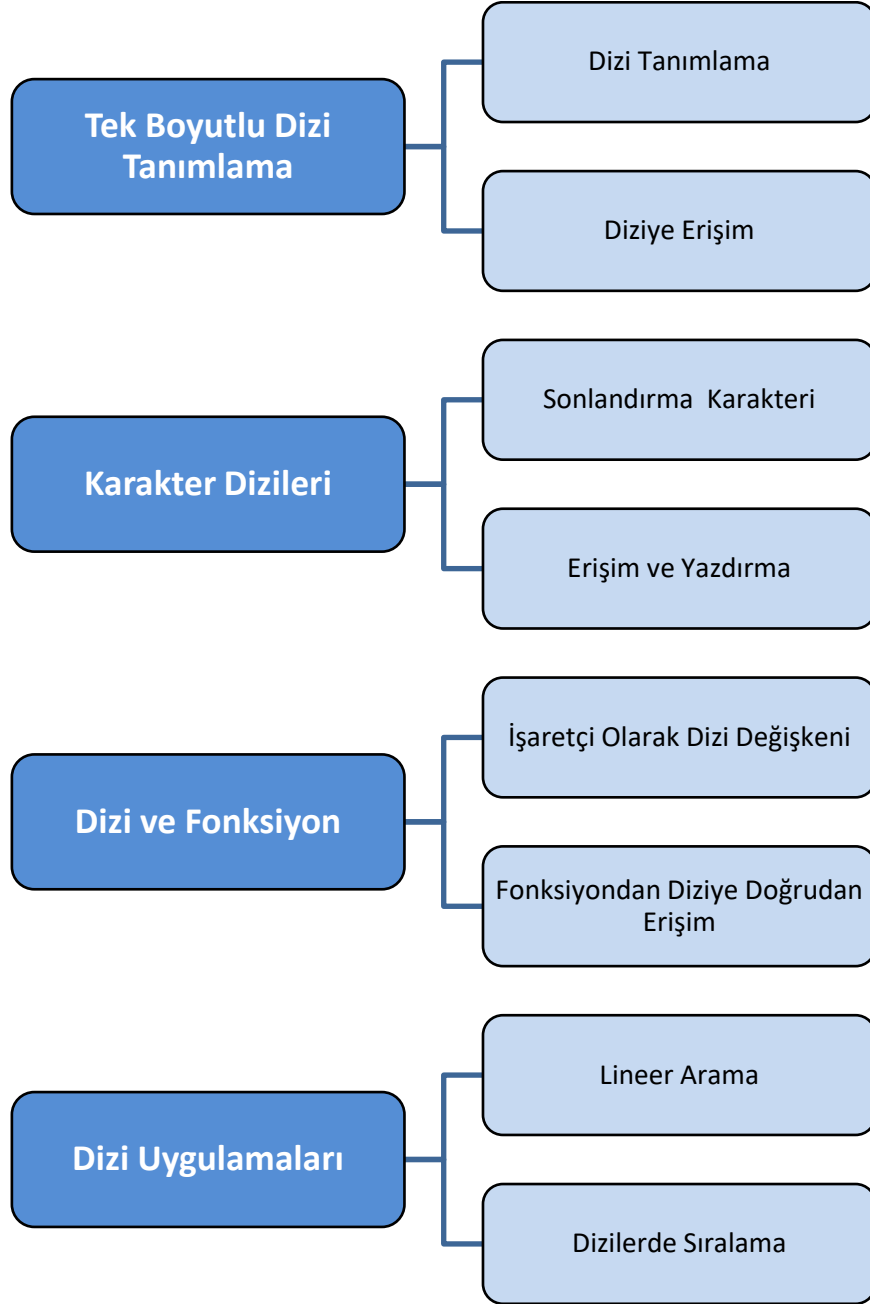 Dizi Tanımlama
Tek Boyutlu Dizi
Tanımlama
Diziye Erişim
Sonlandırma Karakteri
Karakter Dizileri
Erişim ve Yazdırma
İşaretçi Olarak Dizi Değişkeni
Dizi ve Fonksiyon
Fonksiyondan Diziye Doğrudan
Erişim
Lineer Arama
Dizi Uygulamaları
Dizilerde Sıralama